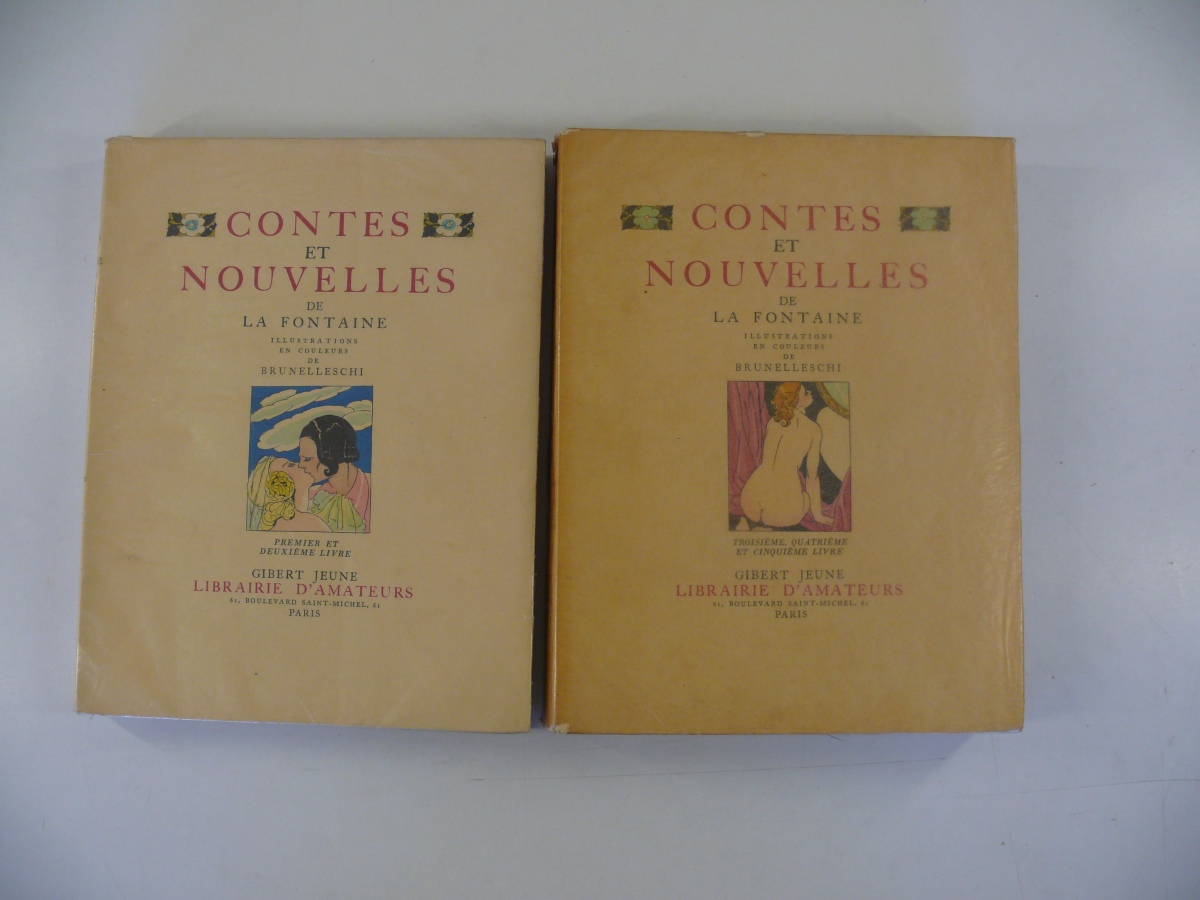 CONTES
ET
NOUVELLES
DE
LA FONTAINE
ILLUSTRATIONS
EN COULEURS
DE
BRUNELLESCHI
PREMIER ET
DEUXIÈME LIVRE
GIBERT JEUNE
LIBRAIRIE D'AMATEURS
61, BOULEVARD SAINT-MICHEL, 61
PARIS
CONTES
ET
NOUVELLES
DE
LA FONTAINE
ILLUSTRATIONS
EN COULEURS
DE
BRUNELLESCHI
TROISIÈME, QUATRIÈME
ET CINQUIÈME LIVRE
GIBERT JEUNE
LIBRAIRIE D'AMATEURS
61, BOULEVARD SAINT-MICHEL, 61
PARIS